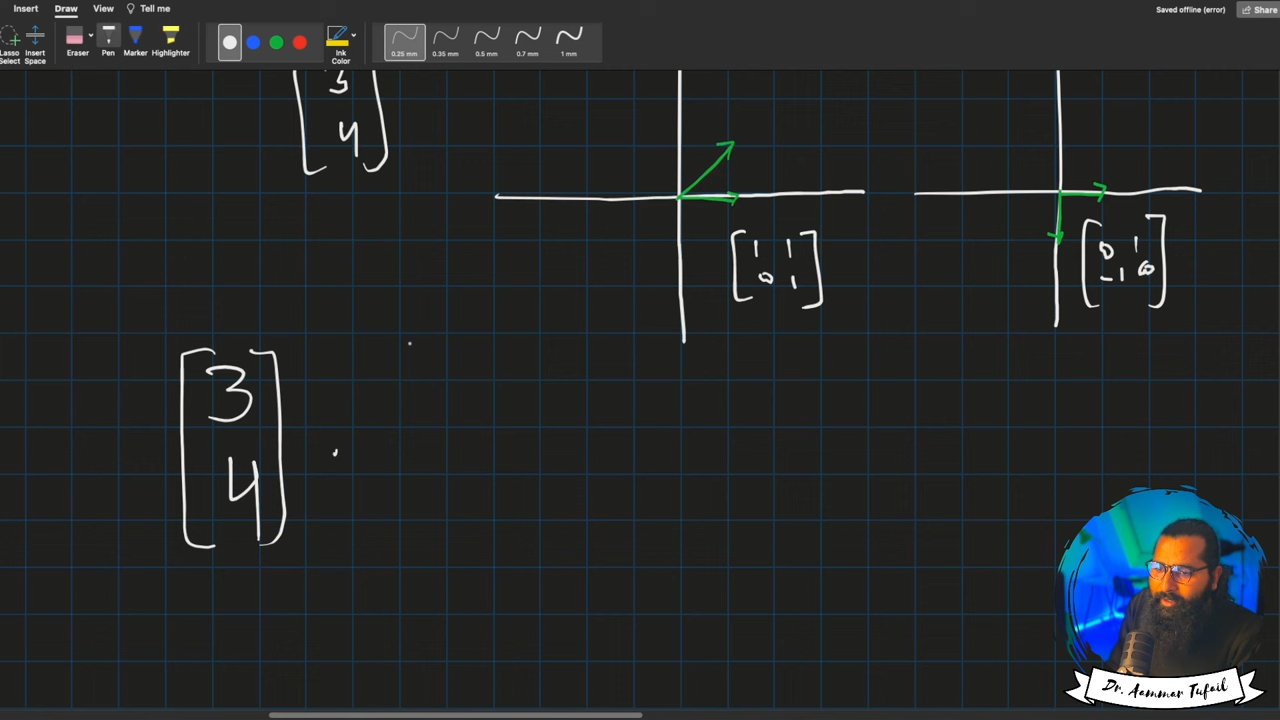 Insert Draw View Tell me Saved offline (error) Share
Lasso Select Insert Space Eraser Pen Marker Highlighter Ink Color 0.25 mm 0.35 mm 0.5 mm 0.7 mm 1 mm
3
4
1 1
0 1
0 1
-1 0
3
4
Dr. Aammar Tufail